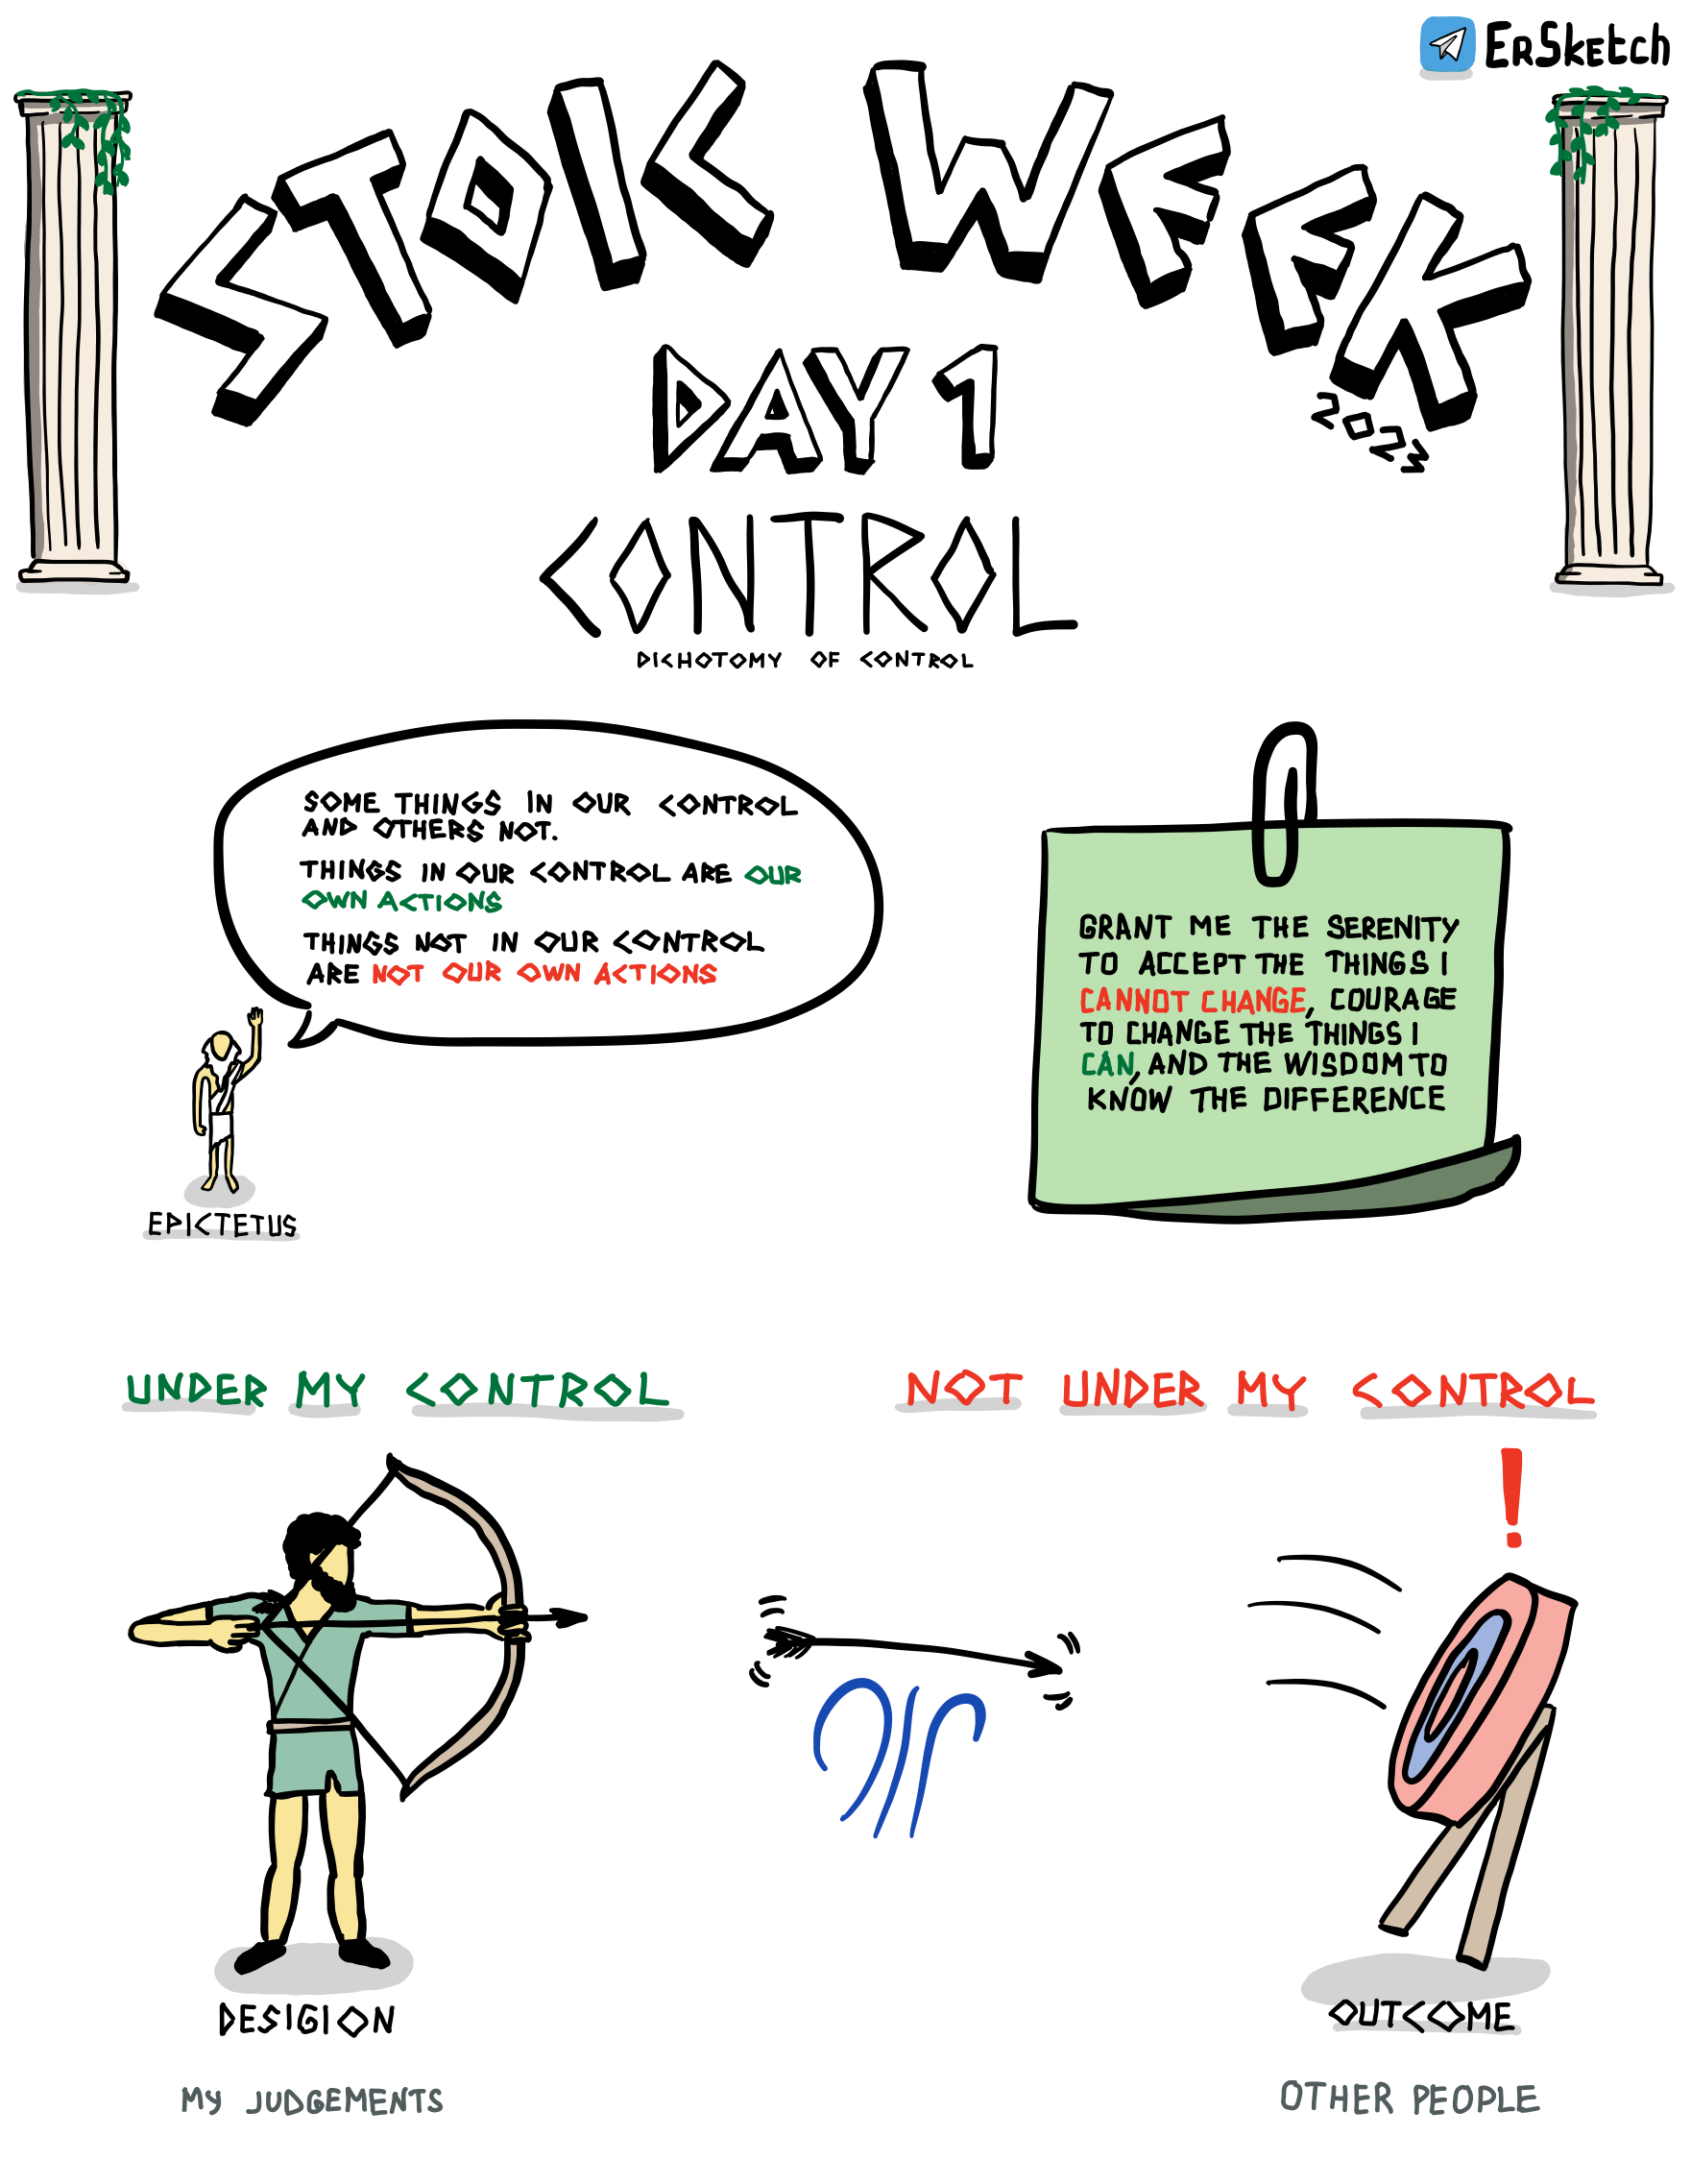 ErSketch
STOIC WEEK
2023
DAY 1
CONTROL
DICHOTOMY OF CONTROL
SOME THINGS IN OUR CONTROL
AND OTHERS NOT.
THINGS IN OUR CONTROL ARE OUR
OWN ACTIONS
THINGS NOT IN OUR CONTROL
ARE NOT OUR OWN ACTIONS
EPICTETUS
GRANT ME THE SERENITY
TO ACCEPT THE THINGS I
CANNOT CHANGE, COURAGE
TO CHANGE THE THINGS I
CAN, AND THE WISDOM TO
KNOW THE DIFFERENCE
UNDER MY CONTROL
NOT UNDER MY CONTROL
!
DESIGION
OUTCOME
MY JUDGEMENTS
OTHER PEOPLE